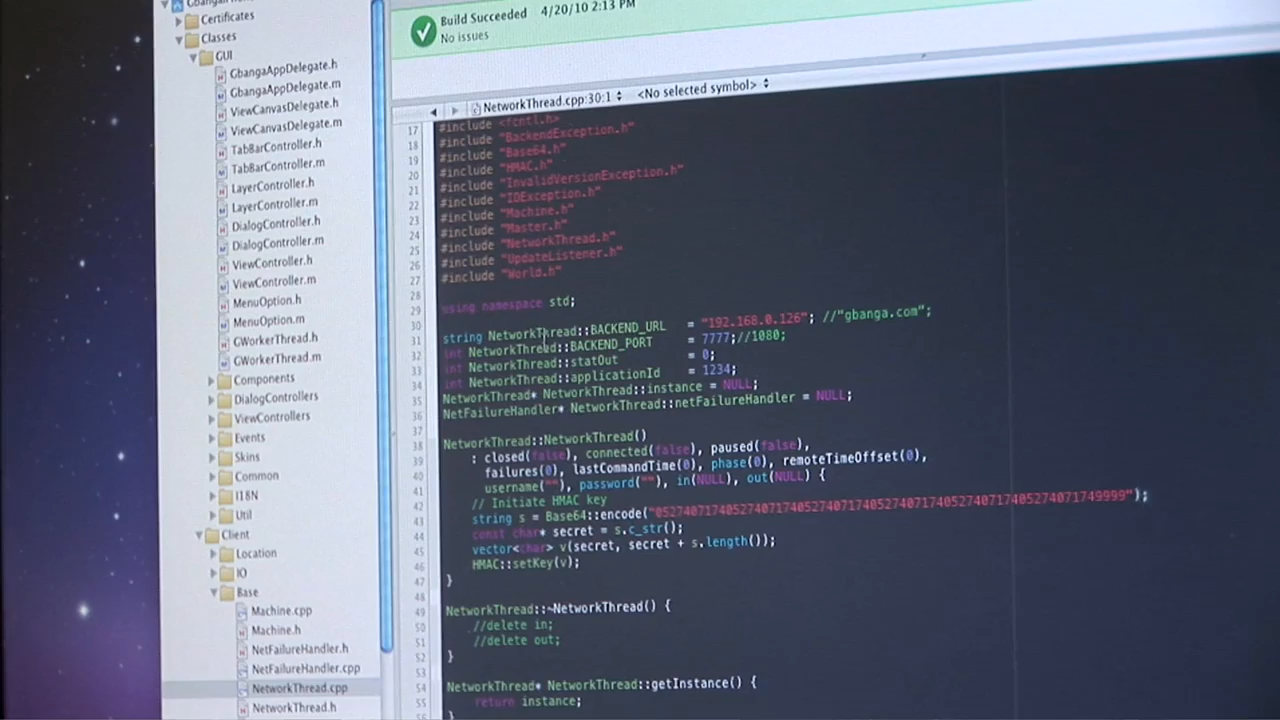 Certificates
Classes
GUI
GbangaAppDelegate.h
GbangaAppDelegate.m
ViewCanvasDelegate.h
ViewCanvasDelegate.m
TabBarController.h
TabBarController.m
LayerController.h
LayerController.m
DialogController.h
DialogController.m
ViewController.h
ViewController.m
MenuOption.h
MenuOption.m
GWorkerThread.h
GWorkerThread.m
Components
DialogControllers
ViewControllers
Events
Skins
Common
I18N
Util
Client
Location
IO
Base
Machine.cpp
Machine.h
NetFailureHandler.h
NetFailureHandler.cpp
NetworkThread.cpp
NetworkThread.h
Build Succeeded 4/20/10 2:13 PM
No issues
NetworkThread.cpp:30:1 <No selected symbol>
17 #include <fcntl.h>
18 #include "BackendException.h"
19 #include "Base64.h"
20 #include "HMAC.h"
21 #include "InvalidVersionException.h"
22 #include "IOException.h"
23 #include "Machine.h"
24 #include "Master.h"
25 #include "NetworkThread.h"
26 #include "UpdateListener.h"
27 #include "World.h"
28
29 using namespace std;
30
31 string NetworkThread::BACKEND_URL = "192.168.0.126"; //"gbanga.com";
32 int NetworkThread::BACKEND_PORT = 7777;//1080;
33 int NetworkThread::statOut = 0;
34 int NetworkThread::applicationId = 1234;
35 NetworkThread* NetworkThread::instance = NULL;
36 NetFailureHandler* NetworkThread::netFailureHandler = NULL;
37
38 NetworkThread::NetworkThread()
39 : closed(false), connected(false), paused(false),
40 failures(0), lastCommandTime(0), phase(0), remoteTimeOffset(0),
41 username(""), password(""), in(NULL), out(NULL) {
42 // Initiate HMAC key
43 string s = Base64::encode("05274071740527407174052740717405274071740527407174​9999");
44 const char* secret = s.c_str();
45 vector<char> v(secret, secret + s.length());
46 HMAC::setKey(v);
47 }
48
49 NetworkThread::~NetworkThread() {
50 //delete in;
51 //delete out;
52 }
53
54 NetworkThread* NetworkThread::getInstance() {
55 return instance;
}